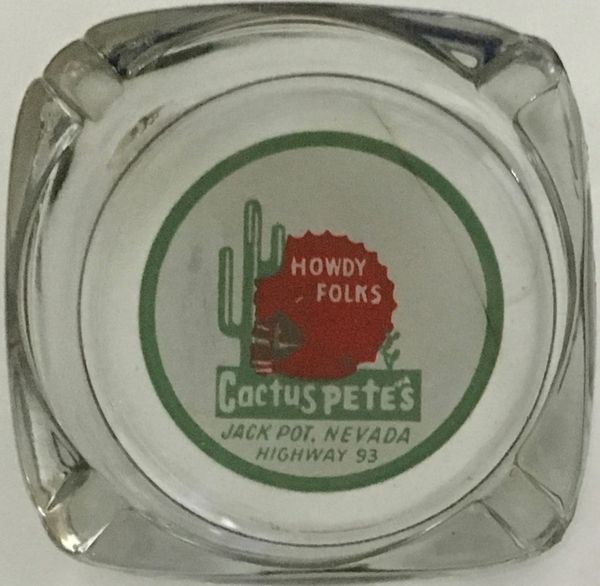 HOWDY
FOLKS
Cactus PETE'S
JACK POT, NEVADA
HIGHWAY 93